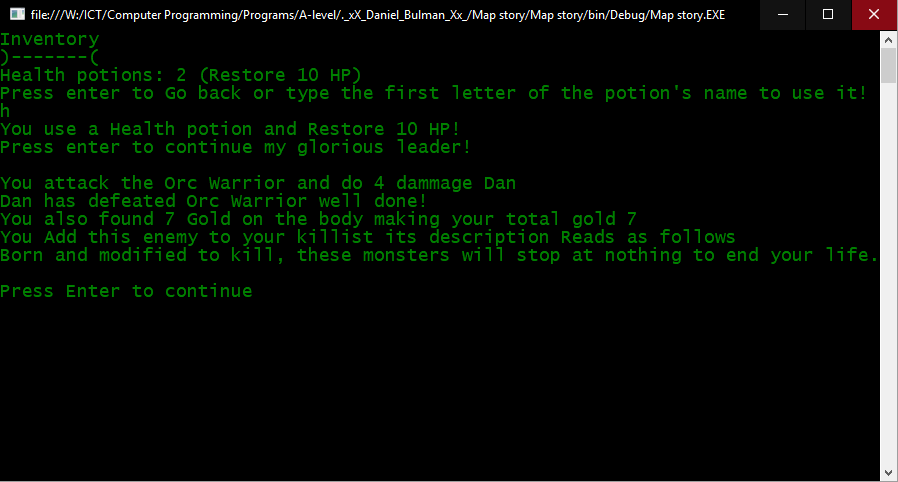 file:///W:/ICT/Computer Programming/Programs/A-level/._xX_Daniel_Bulman_Xx_/Map story/Map story/bin/Debug/Map story.EXE
Inventory
)-------(
Health potions: 2 (Restore 10 HP)
Press enter to Go back or type the first letter of the potion's name to use it!
h
You use a Health potion and Restore 10 HP!
Press enter to continue my glorious leader!
You attack the Orc Warrior and do 4 dammage Dan
Dan has defeated Orc Warrior well done!
You also found 7 Gold on the body making your total gold 7
You Add this enemy to your killlist its description Reads as follows
Born and modified to kill, these monsters will stop at nothing to end your life.
Press Enter to continue